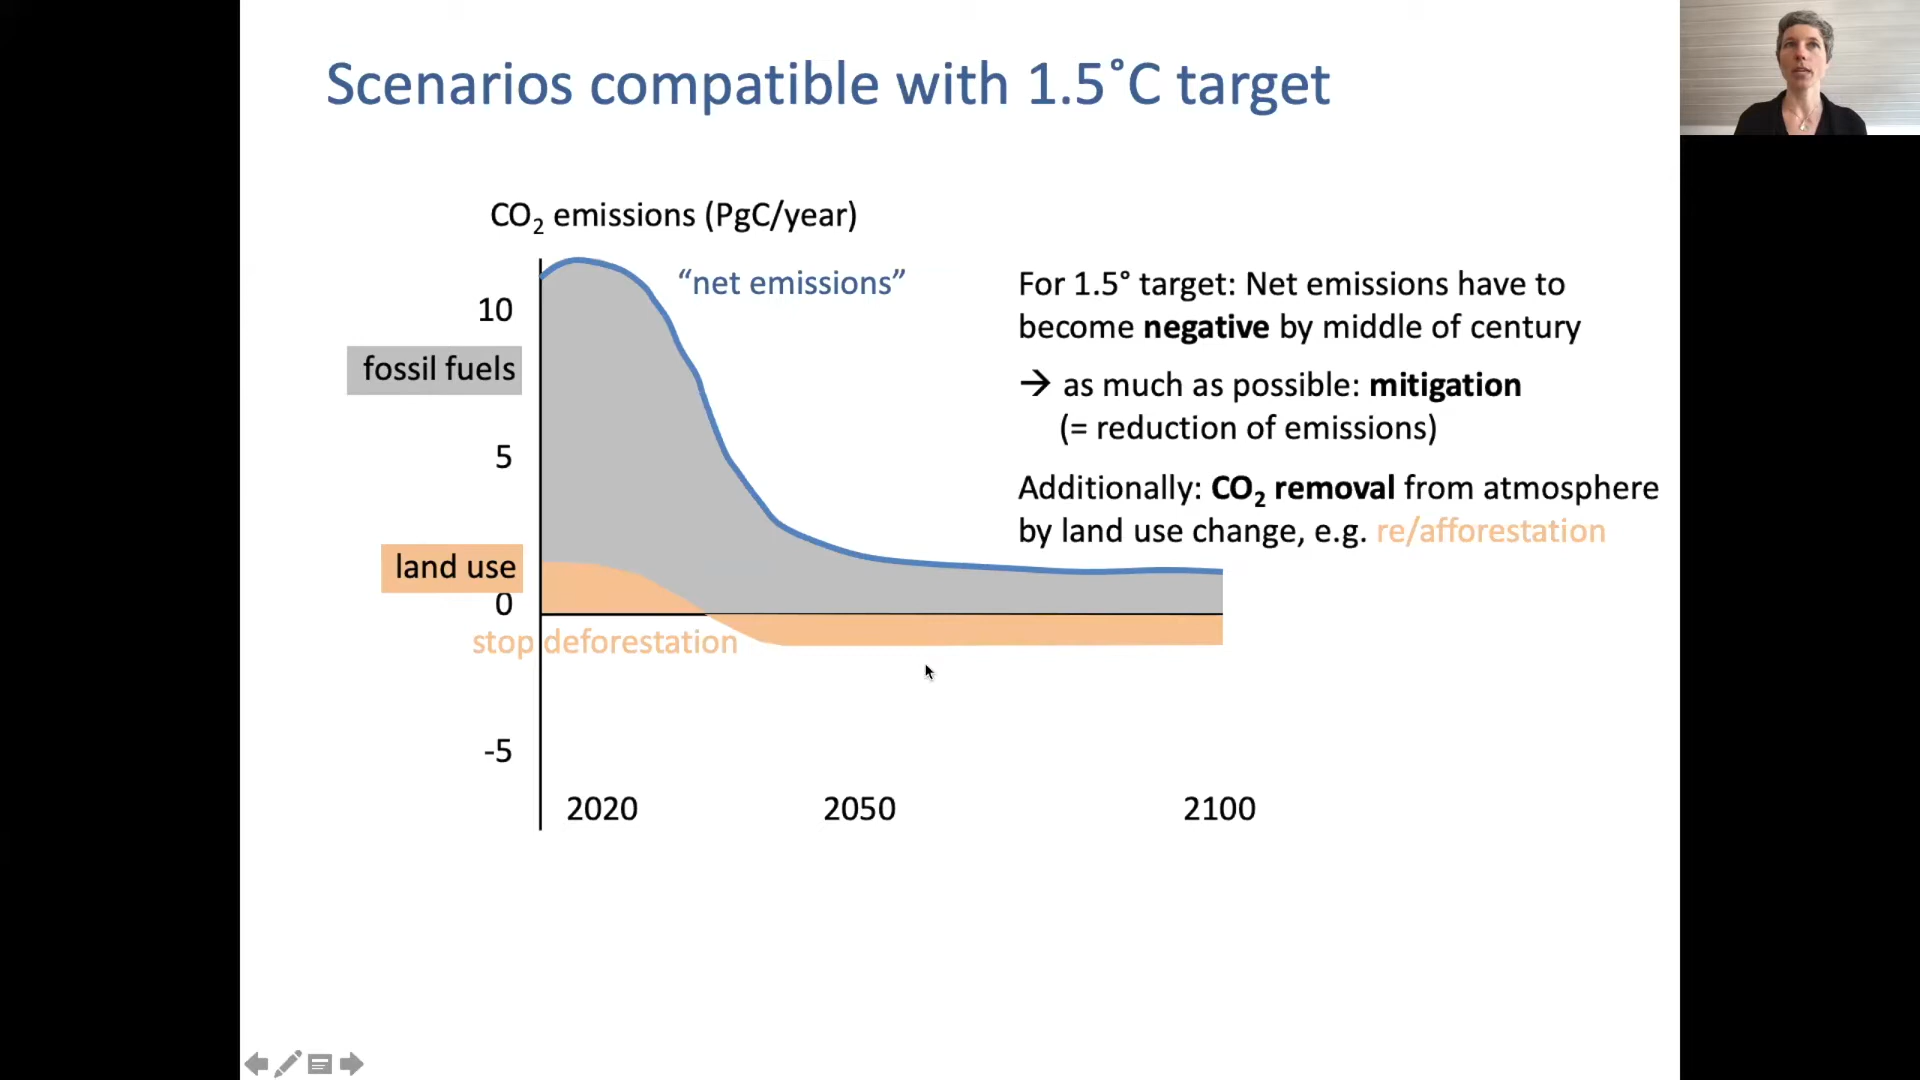 Scenarios compatible with 1.5˚C target
CO₂ emissions (PgC/year)
“net emissions”
10
fossil fuels
5
land use
0
stop deforestation
-5
2020 2050 2100
For 1.5° target: Net emissions have to
become negative by middle of century
→ as much as possible: mitigation
(= reduction of emissions)
Additionally: CO₂ removal from atmosphere
by land use change, e.g. re/afforestation